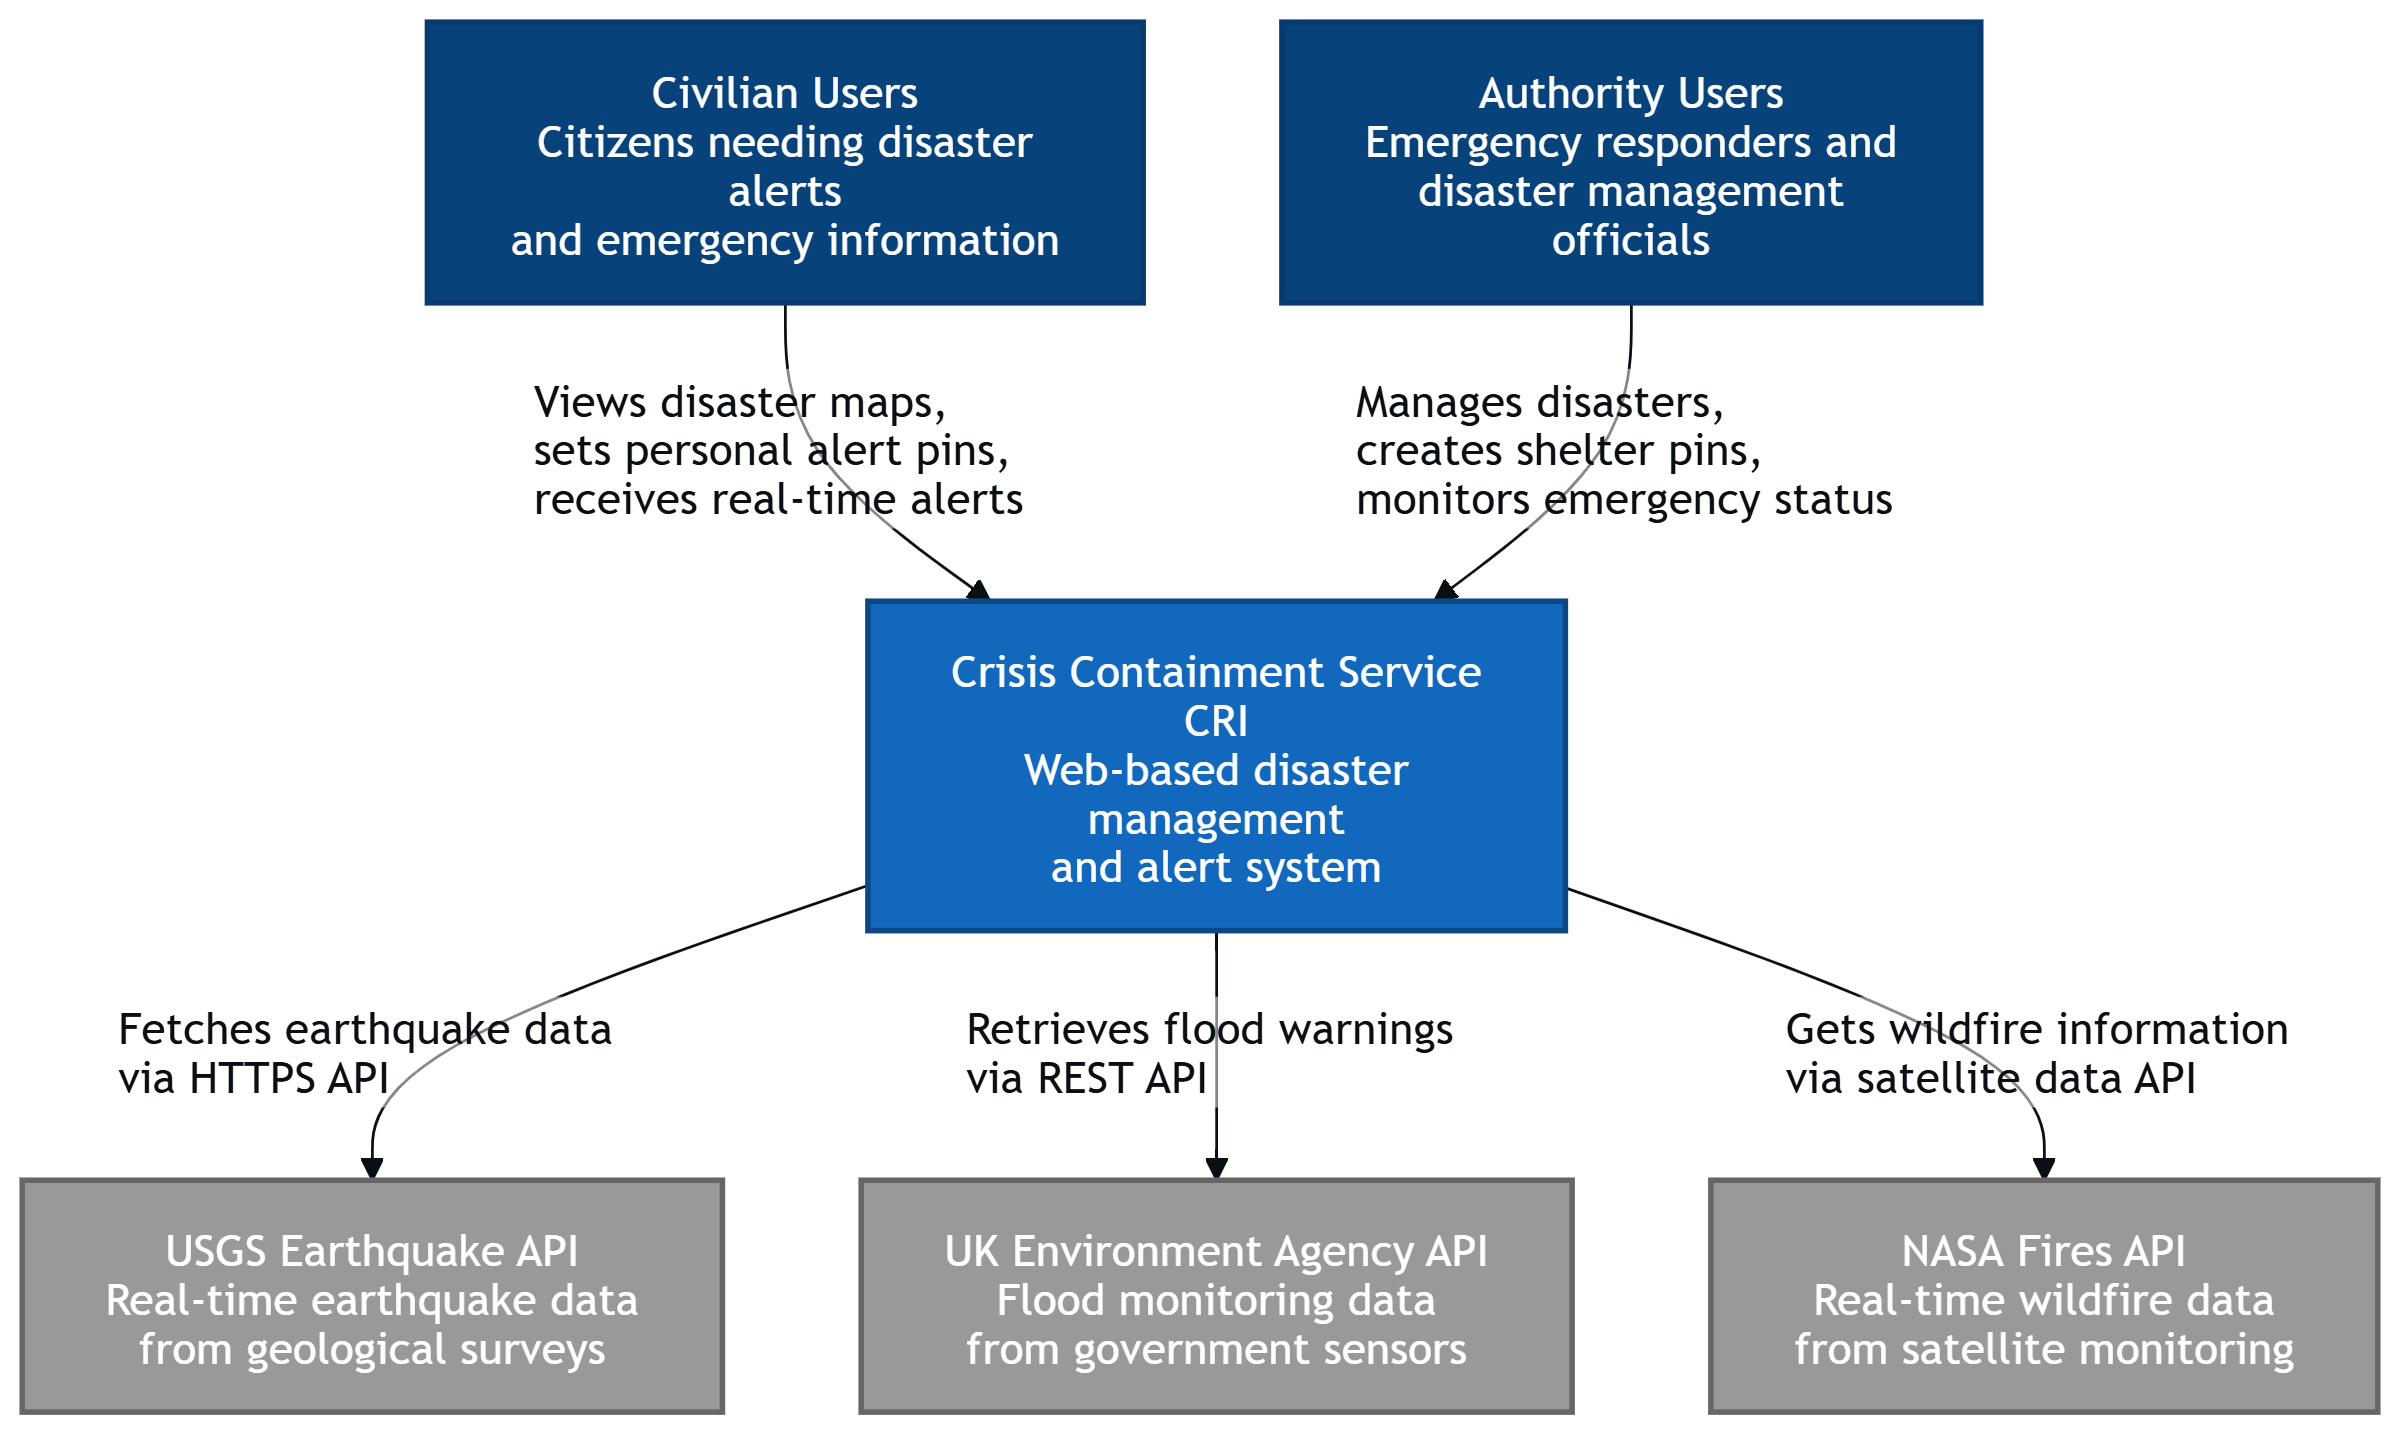 Civilian Users
Citizens needing disaster
alerts
and emergency information
Authority Users
Emergency responders and
disaster management
officials
Views disaster maps,
sets personal alert pins,
receives real-time alerts
Manages disasters,
creates shelter pins,
monitors emergency status
Crisis Containment Service
CRI
Web-based disaster
management
and alert system
Fetches earthquake data
via HTTPS API
Retrieves flood warnings
via REST API
Gets wildfire information
via satellite data API
USGS Earthquake API
Real-time earthquake data
from geological surveys
UK Environment Agency API
Flood monitoring data
from government sensors
NASA Fires API
Real-time wildfire data
from satellite monitoring